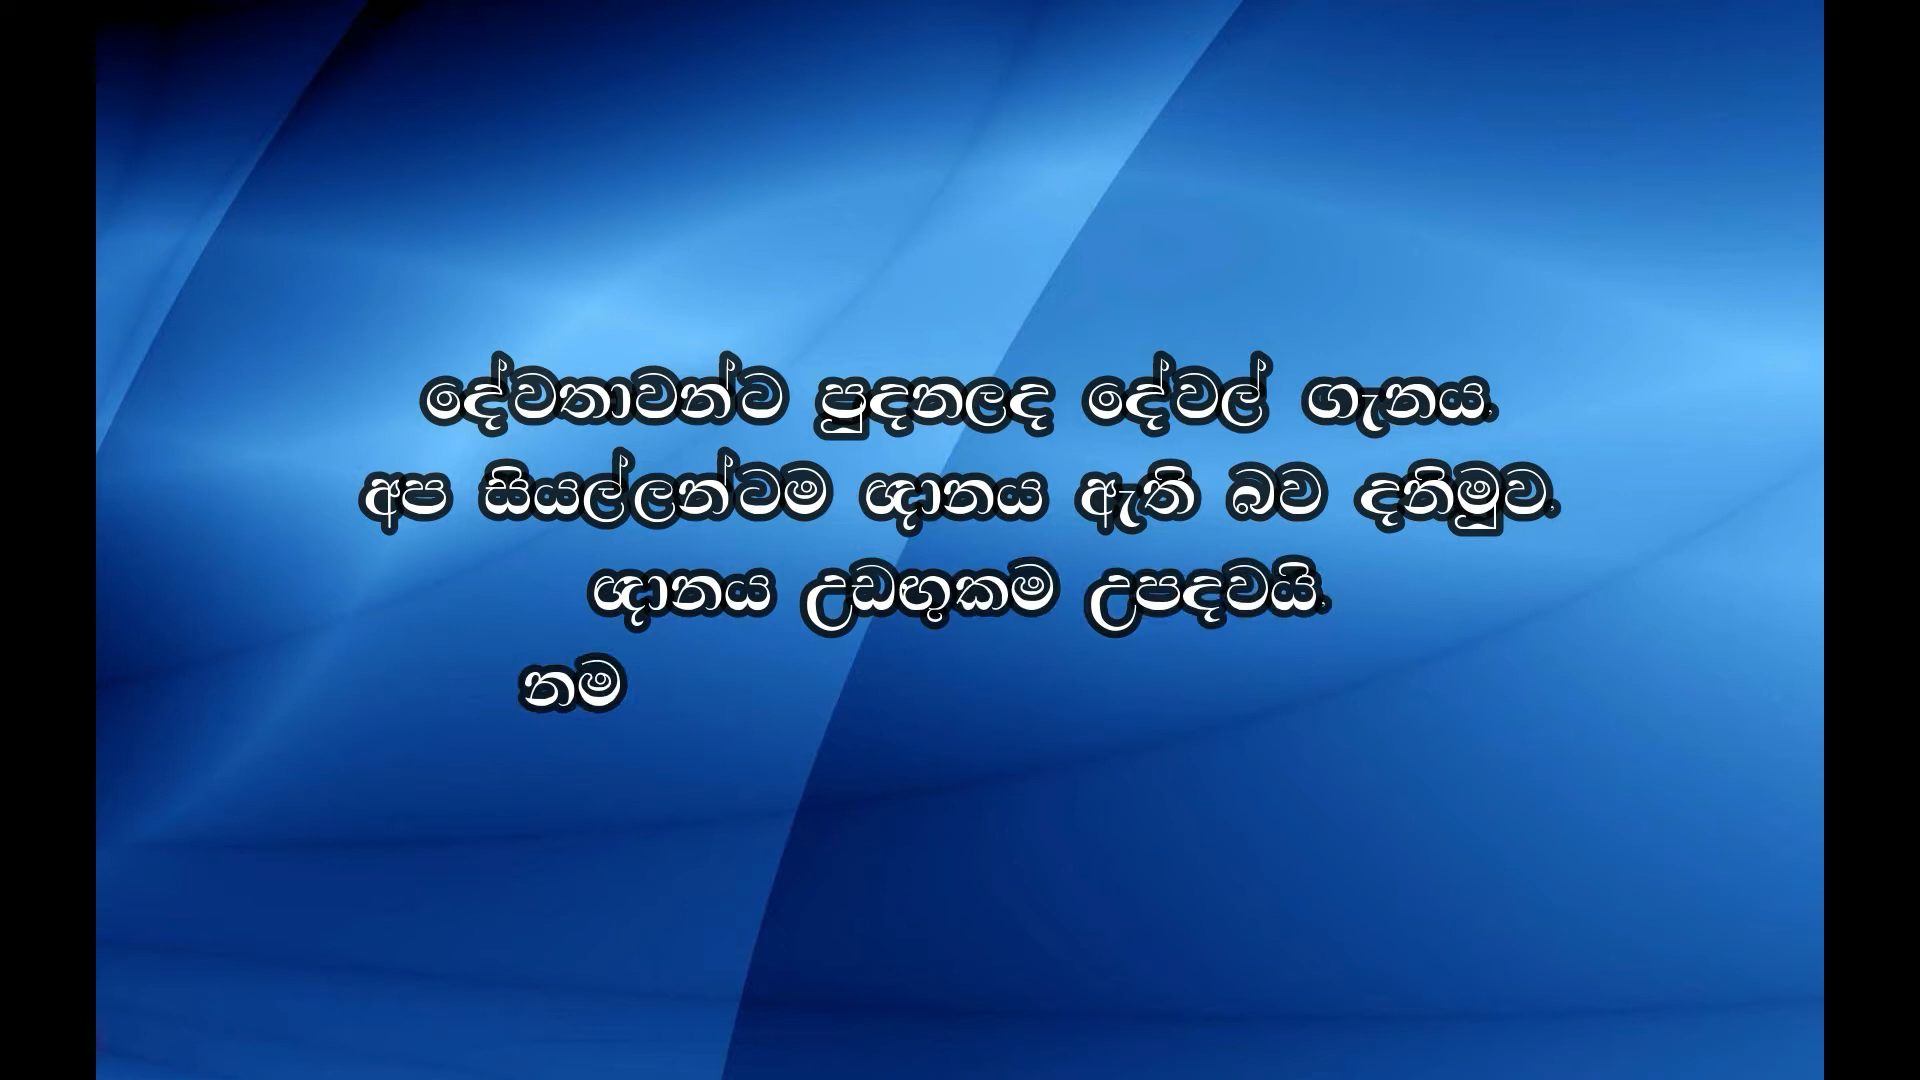 දේවතාවන්ට පුදනලද දේවල් ගැනය,
අප සියල්ලන්ටම ඥානය ඇති බව දනිමුව,
ඥානය උඩඟුකම උපදවයි,
නම